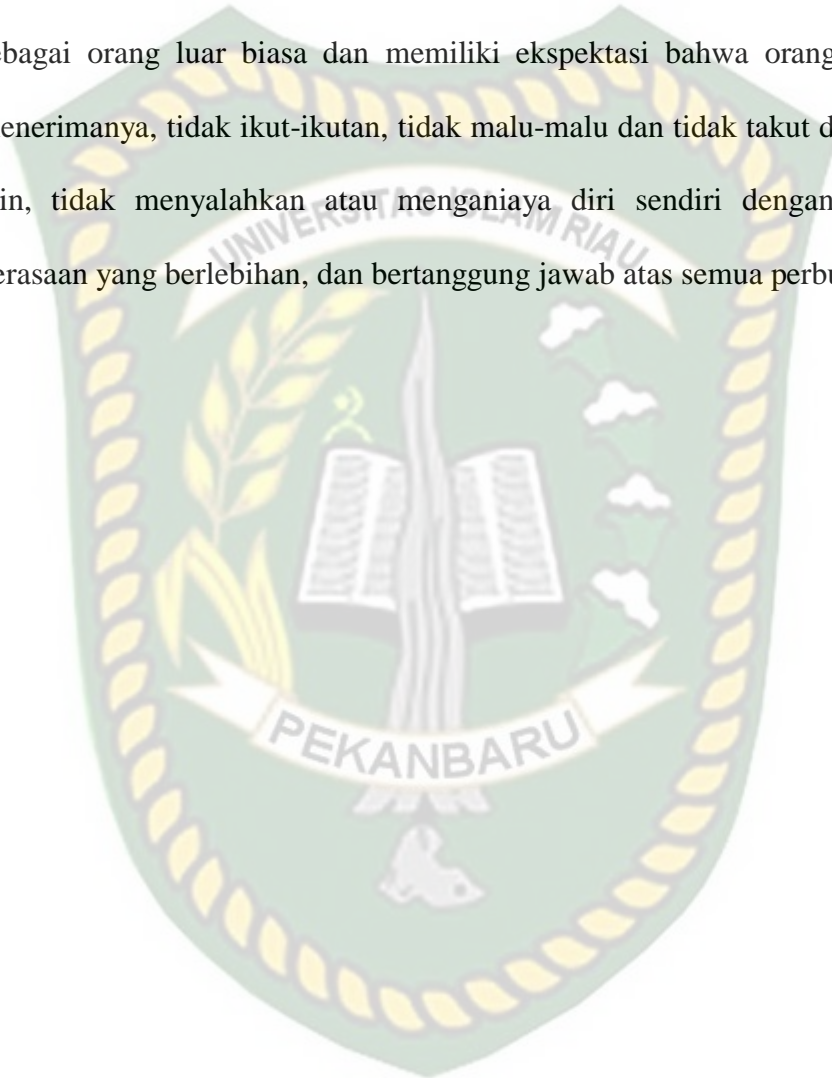 ebagai orang luar biasa dan memiliki ekspektasi bahwa orang
enerimanya, tidak ikut-ikutan, tidak malu-malu dan tidak takut d
in, tidak menyalahkan atau menganiaya diri sendiri dengan
erasaan yang berlebihan, dan bertanggung jawab atas semua perbu
UNIVERSITAS ISLAM RIAU
PEKANBARU